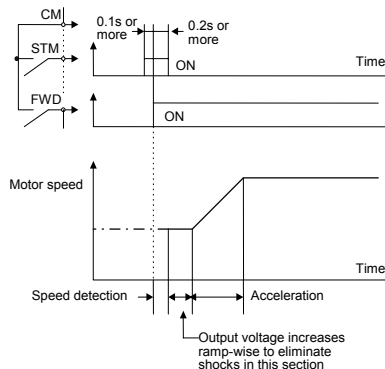 CM
0.1s or
more
0.2s or
more
STM
ON
Time
FWD
ON
Time
Motor speed
Time
Speed detection
Acceleration
Output voltage increases
ramp-wise to eliminate
shocks in this section